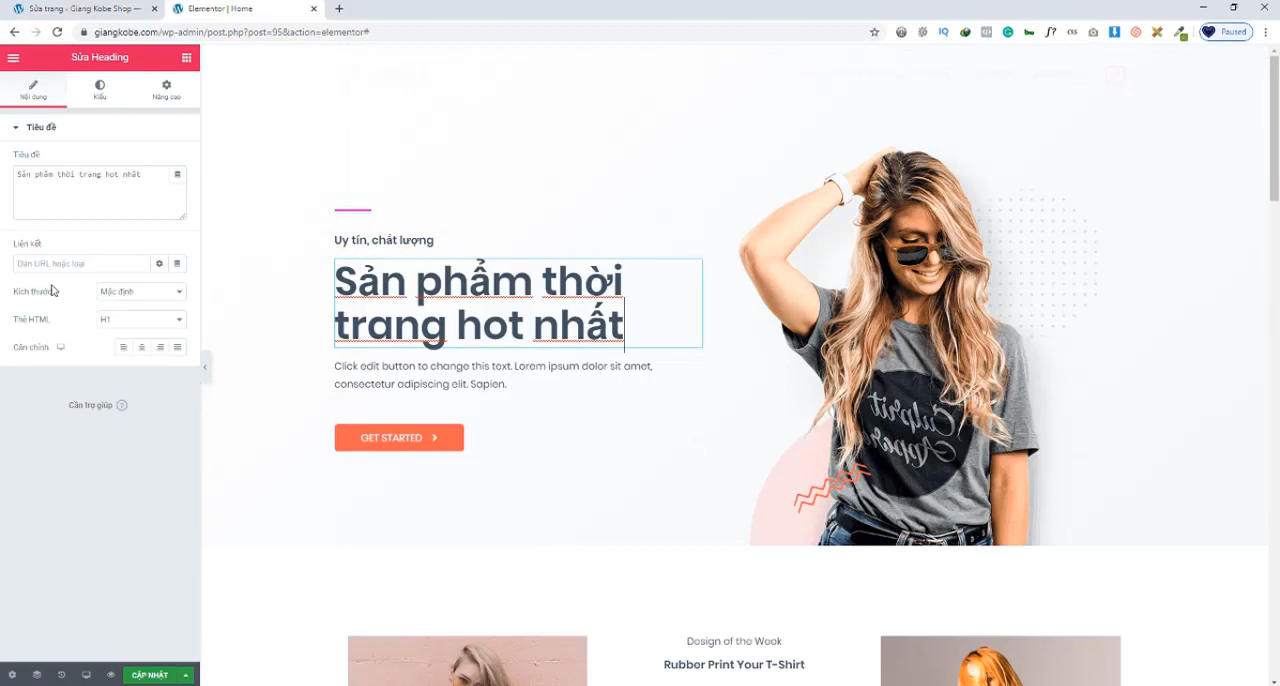 Sửa trang - Giang Kobe Shop —
Elementor | Home
giangkobe.com/wp-admin/post.php?post=95&action=elementor#
Paused
Sửa Heading
Nội dung
Kiểu
Nâng cao
Tiêu đề
Tiêu đề
Sản phẩm thời trang hot nhất
Liên kết
Dán URL hoặc loại
Kích thước
Mặc định
Thẻ HTML
H1
Căn chỉnh
Cần trợ giúp
CẬP NHẬT
Uy tín, chất lượng
Sản phẩm thời
trang hot nhất
Click edit button to change this text. Lorem ipsum dolor sit amet,
consectetur adipiscing elit. Sapien.
GET STARTED
Culprit
Apparel
Design of the Week
Rubber Print Your T-Shirt